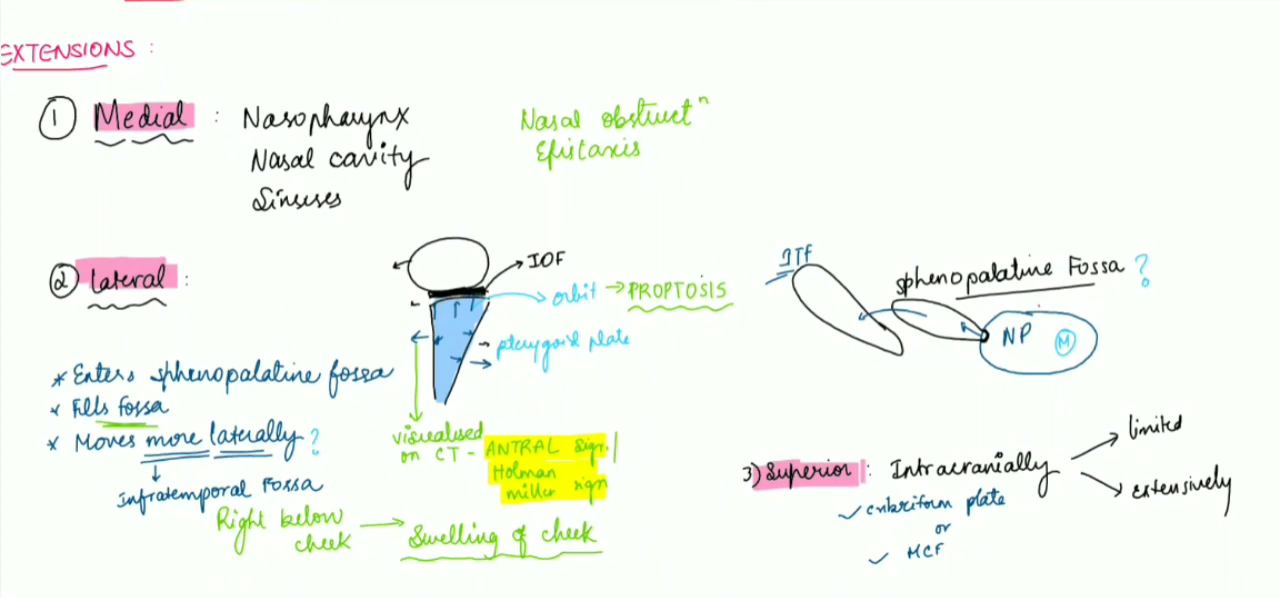 EXTENSIONS :
① Medial : Nasopharynx
Nasal cavity
Sinuses
Nasal obstructⁿ
Epistaxis
② Lateral :
IOF
orbit → PROPTOSIS
pterygoid plate
* Enters sphenopalatine fossa
* Fills fossa
* Moves more laterally ?
↓
Infratemporal Fossa
Right below cheek → Swelling of cheek
visualised
on CT - ANTRAL sign /
Holman
miller sign
ITF
sphenopalatine Fossa ?
NP
M
3) Superior : Intracranially
limited
extensively
✓ cribriform plate
or
✓ MCF